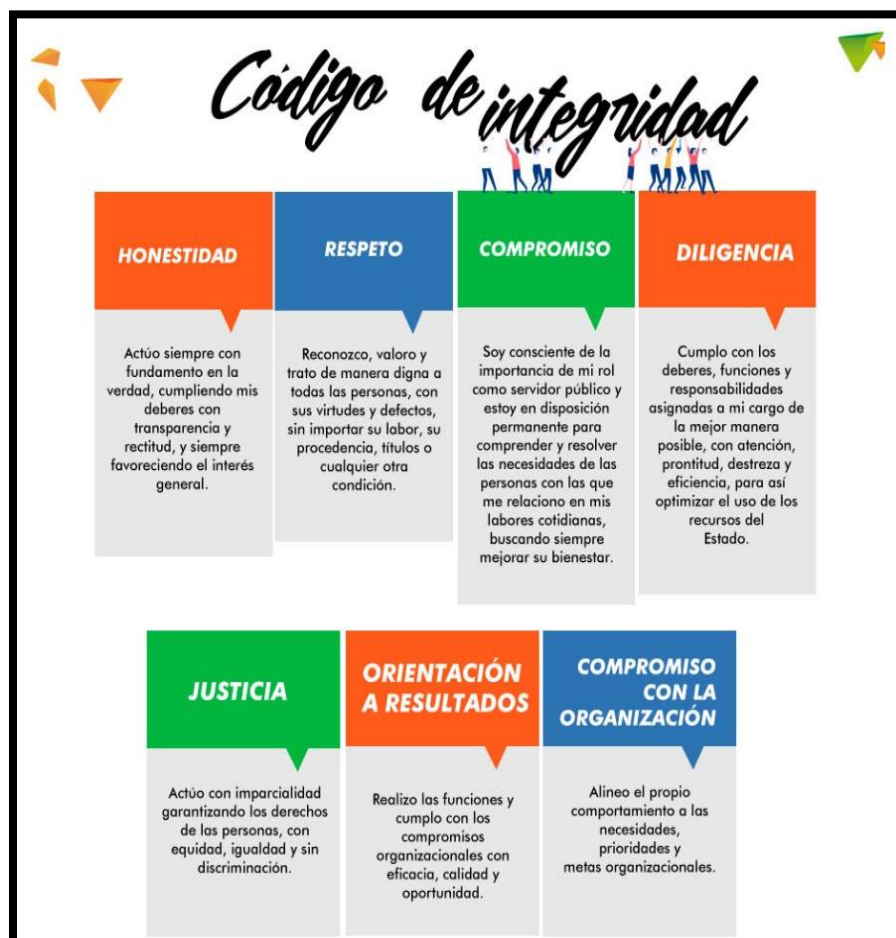 Código de integridad
HONESTIDAD
Actúo siempre con
fundamento en la
verdad, cumpliendo mis
deberes con
transparencia y
rectitud, y siempre
favoreciendo el interés
general.
RESPETO
Reconozco, valoro y
trato de manera digna a
todas las personas, con
sus virtudes y defectos,
sin importar su labor, su
procedencia, títulos o
cualquier otra
condición.
COMPROMISO
Soy consciente de la
importancia de mi rol
como servidor público y
estoy en disposición
permanente para
comprender y resolver
las necesidades de las
personas con las que
me relaciono en mis
labores cotidianas,
buscando siempre
mejorar su bienestar.
DILIGENCIA
Cumplo con los
deberes, funciones y
responsabilidades
asignadas a mi cargo de
la mejor manera
posible, con atención,
prontitud, destreza y
eficiencia, para así
optimizar el uso de los
recursos del
Estado.
JUSTICIA
Actúo con imparcialidad
garantizando los derechos
de las personas, con
equidad, igualdad y sin
discriminación.
ORIENTACIÓN
A RESULTADOS
Realizo las funciones y
cumplo con los
compromisos
organizacionales con
eficacia, calidad y
oportunidad.
COMPROMISO
CON LA
ORGANIZACIÓN
Alineo el propio
comportamiento a las
necesidades,
prioridades y
metas organizacionales.